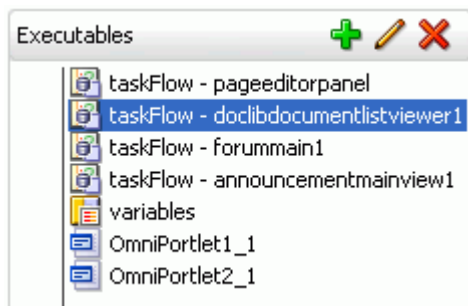 Executables
taskFlow - pageeditorpanel
taskFlow - doclibdocumentlistviewer1
taskFlow - forummain1
taskFlow - announcementmainview1
variables
OmniPortlet1_1
OmniPortlet2_1